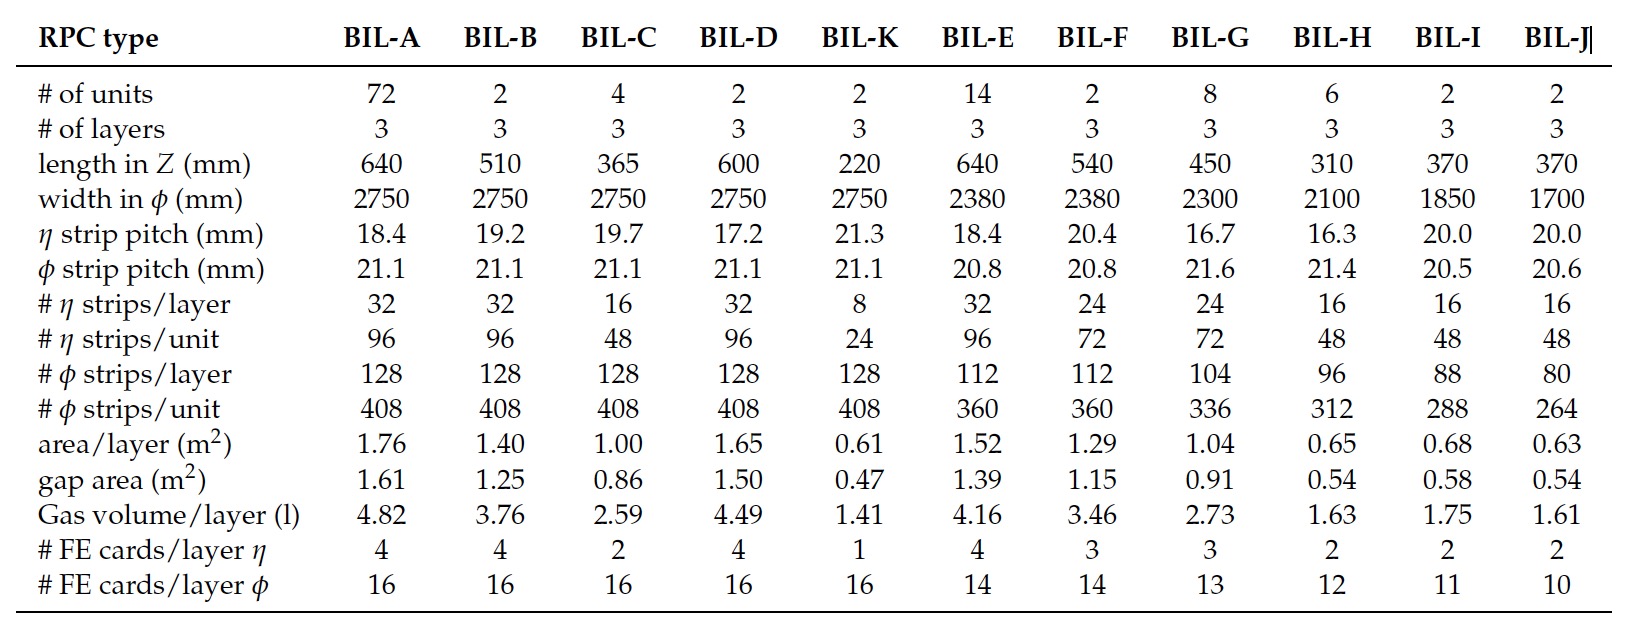 RPC type BIL-A BIL-B BIL-C BIL-D BIL-K BIL-E BIL-F BIL-G BIL-H BIL-I BIL-J
# of units 72 2 4 2 2 14 2 8 6 2 2
# of layers 3 3 3 3 3 3 3 3 3 3 3
length in Z (mm) 640 510 365 600 220 640 540 450 310 370 370
width in ϕ (mm) 2750 2750 2750 2750 2750 2380 2380 2300 2100 1850 1700
η strip pitch (mm) 18.4 19.2 19.7 17.2 21.3 18.4 20.4 16.7 16.3 20.0 20.0
ϕ strip pitch (mm) 21.1 21.1 21.1 21.1 21.1 20.8 20.8 21.6 21.4 20.5 20.6
# η strips/layer 32 32 16 32 8 32 24 24 16 16 16
# η strips/unit 96 96 48 96 24 96 72 72 48 48 48
# ϕ strips/layer 128 128 128 128 128 112 112 104 96 88 80
# ϕ strips/unit 408 408 408 408 408 360 360 336 312 288 264
area/layer (m²) 1.76 1.40 1.00 1.65 0.61 1.52 1.29 1.04 0.65 0.68 0.63
gap area (m²) 1.61 1.25 0.86 1.50 0.47 1.39 1.15 0.91 0.54 0.58 0.54
Gas volume/layer (l) 4.82 3.76 2.59 4.49 1.41 4.16 3.46 2.73 1.63 1.75 1.61
# FE cards/layer η 4 4 2 4 1 4 3 3 2 2 2
# FE cards/layer ϕ 16 16 16 16 16 14 14 13 12 11 10